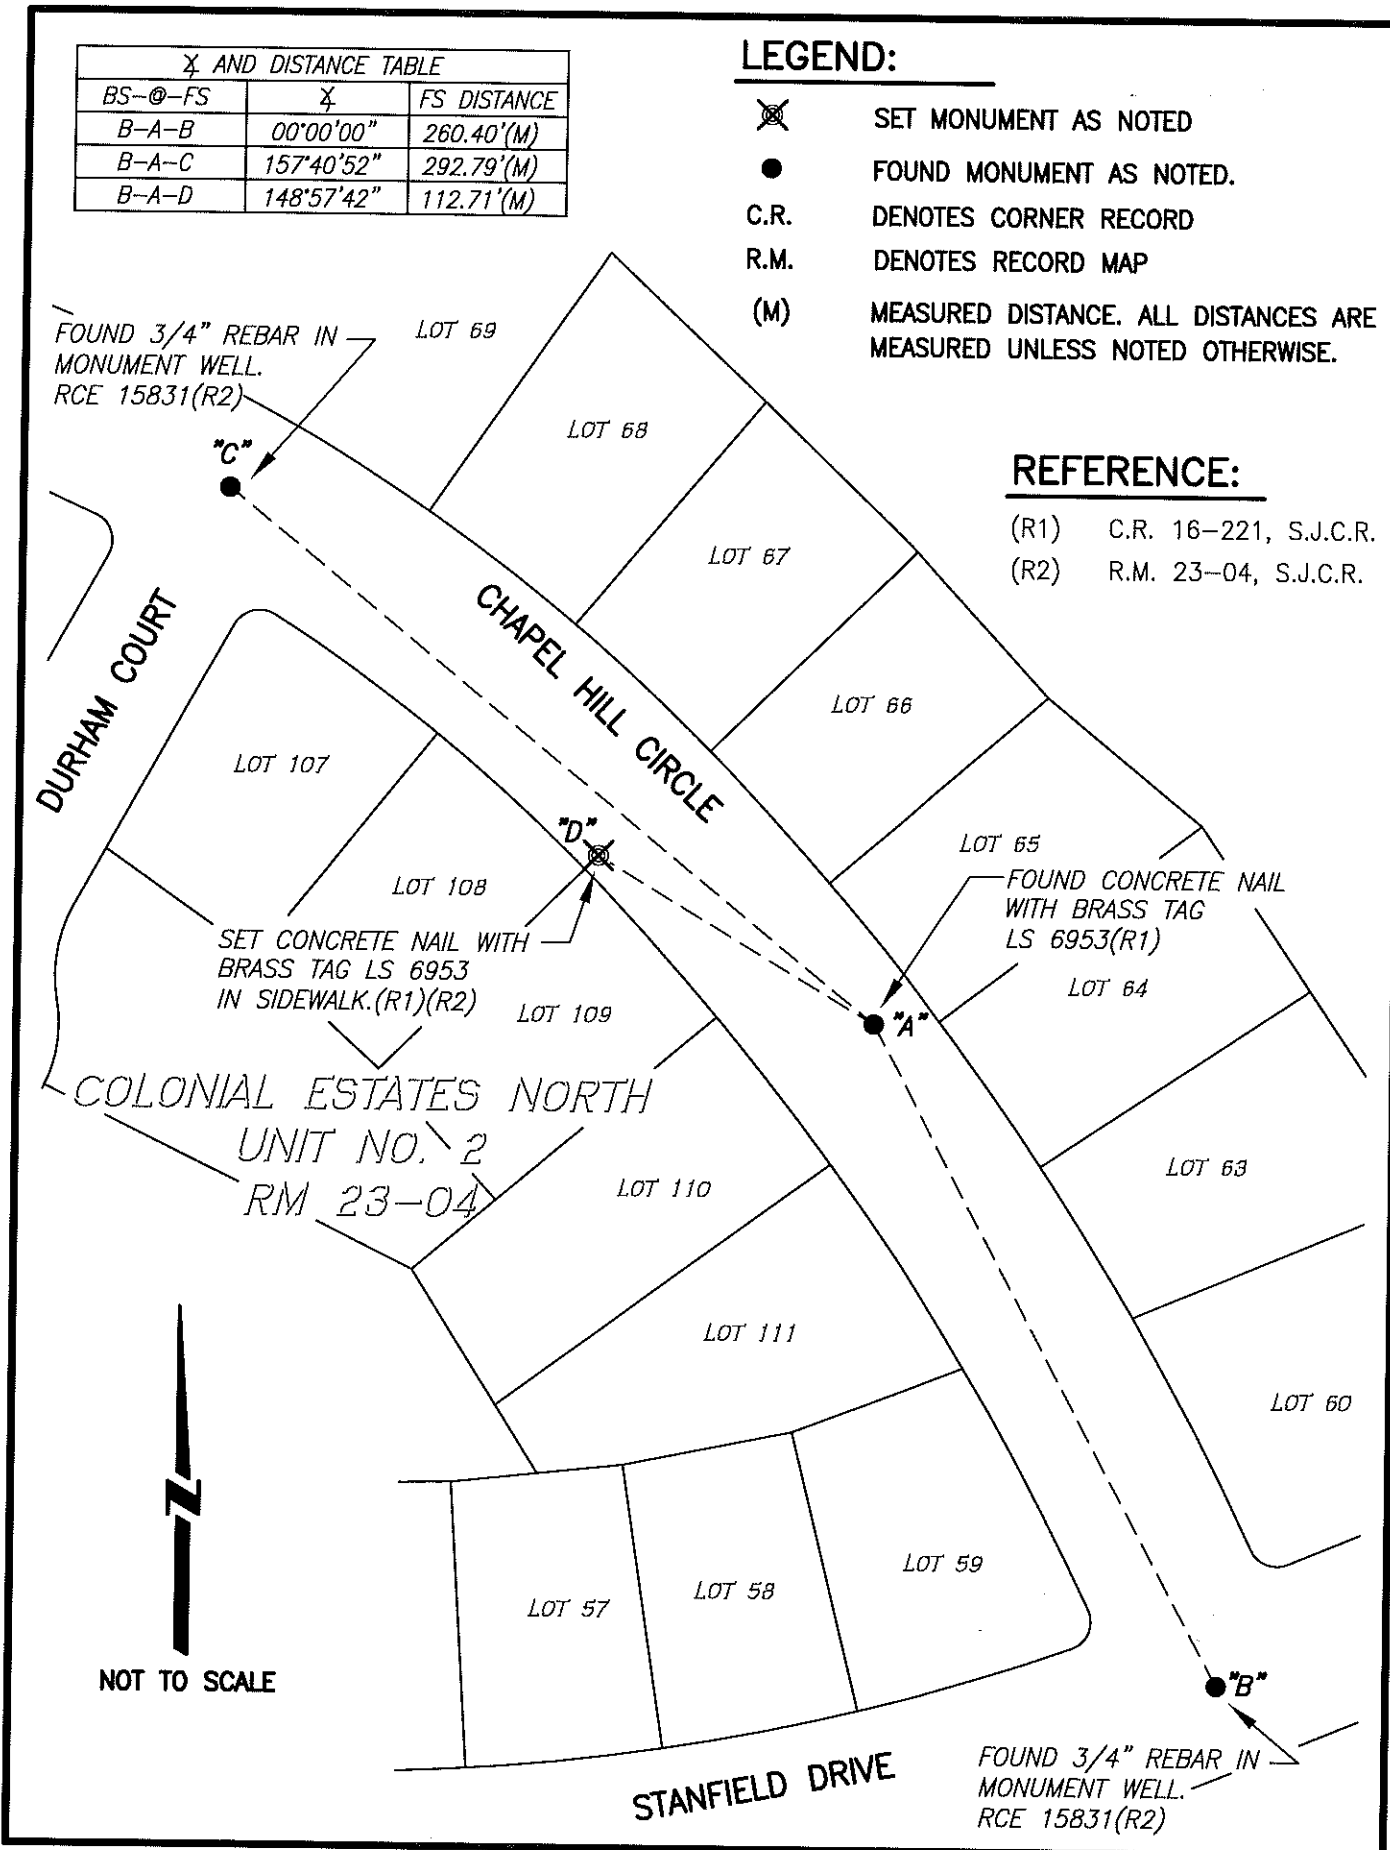 ∡ AND DISTANCE TABLE
BS-@-FS ∡ FS DISTANCE
B-A-B 00°00'00" 260.40'(M)
B-A-C 157°40'52" 292.79'(M)
B-A-D 148°57'42" 112.71'(M)
LEGEND:
SET MONUMENT AS NOTED
FOUND MONUMENT AS NOTED.
C.R. DENOTES CORNER RECORD
R.M. DENOTES RECORD MAP
(M) MEASURED DISTANCE. ALL DISTANCES ARE
MEASURED UNLESS NOTED OTHERWISE.
FOUND 3/4" REBAR IN
MONUMENT WELL.
RCE 15831(R2)
LOT 69
LOT 68
"C"
REFERENCE:
(R1) C.R. 16-221, S.J.C.R.
(R2) R.M. 23-04, S.J.C.R.
LOT 67
CHAPEL HILL CIRCLE
DURHAM COURT
LOT 66
LOT 107
"D"
LOT 65
LOT 108
FOUND CONCRETE NAIL
WITH BRASS TAG
LS 6953(R1)
SET CONCRETE NAIL WITH
BRASS TAG LS 6953
IN SIDEWALK.(R1)(R2)
LOT 64
LOT 109
"A"
COLONIAL ESTATES NORTH
UNIT NO. 2
RM 23-04
LOT 63
LOT 110
LOT 111
LOT 60
N
LOT 59
LOT 58
LOT 57
NOT TO SCALE
"B"
STANFIELD DRIVE
FOUND 3/4" REBAR IN
MONUMENT WELL.
RCE 15831(R2)